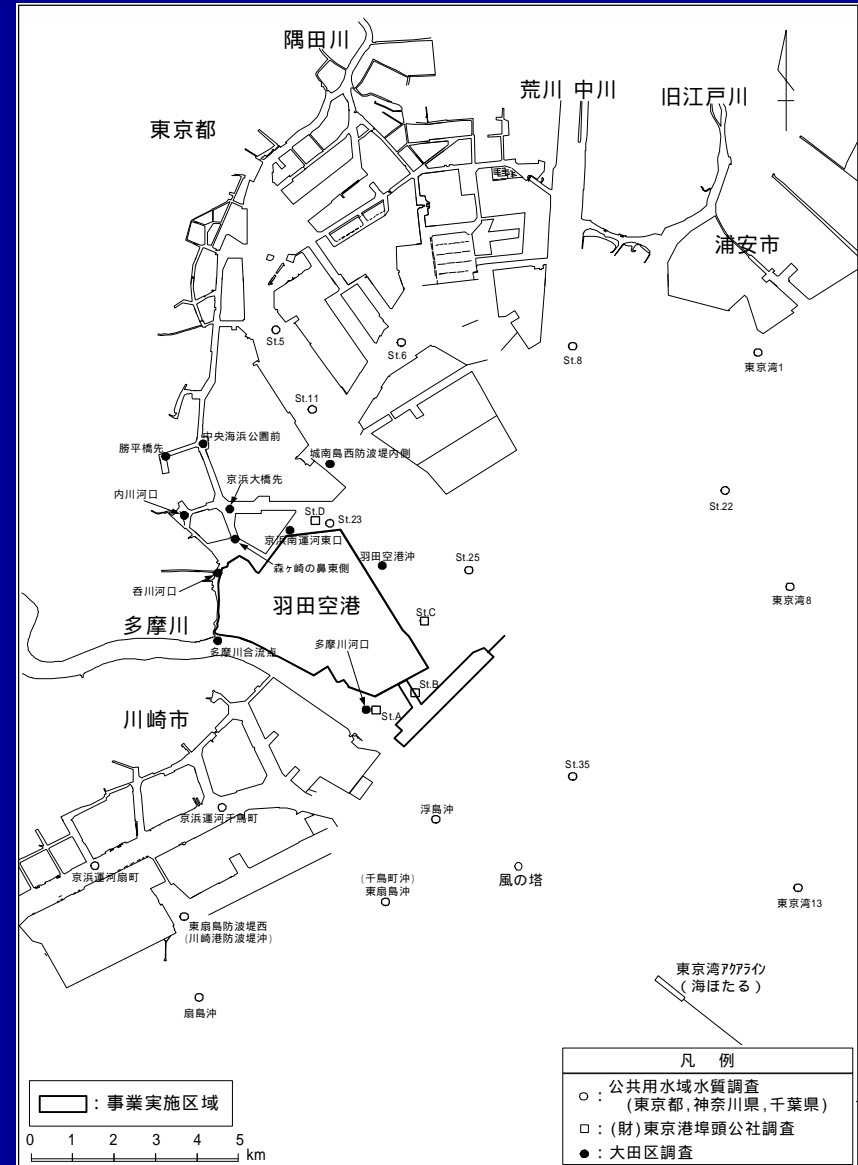 隅田川
荒川 中川
旧江戸川
東京都
浦安市
St.5
St.6
St.8
東京湾1
St.11
中央海浜公園前
勝平橋先
城南島西防波堤内側
京浜大橋先
内川河口
St.D
St.23
St.22
京浜南運河東口
羽田空港沖
St.25
森ヶ崎の鼻東側
呑川河口
羽田空港
東京湾8
St.C
多摩川
多摩川合流点
多摩川河口
St.B
St.A
川崎市
St.35
京浜運河千鳥町
浮島沖
京浜運河扇町
(千鳥町沖)
東扇島沖
風の塔
東京湾13
東扇島防波堤西
(川崎港防波堤沖)
東京湾アクアライン
(海ほたる)
扇島沖
凡 例
○:公共用水域水質調査
(東京都,神奈川県,千葉県)
□:(財)東京港埠頭公社調査
●:大田区調査
:事業実施区域
0 1 2 3 4 5
km